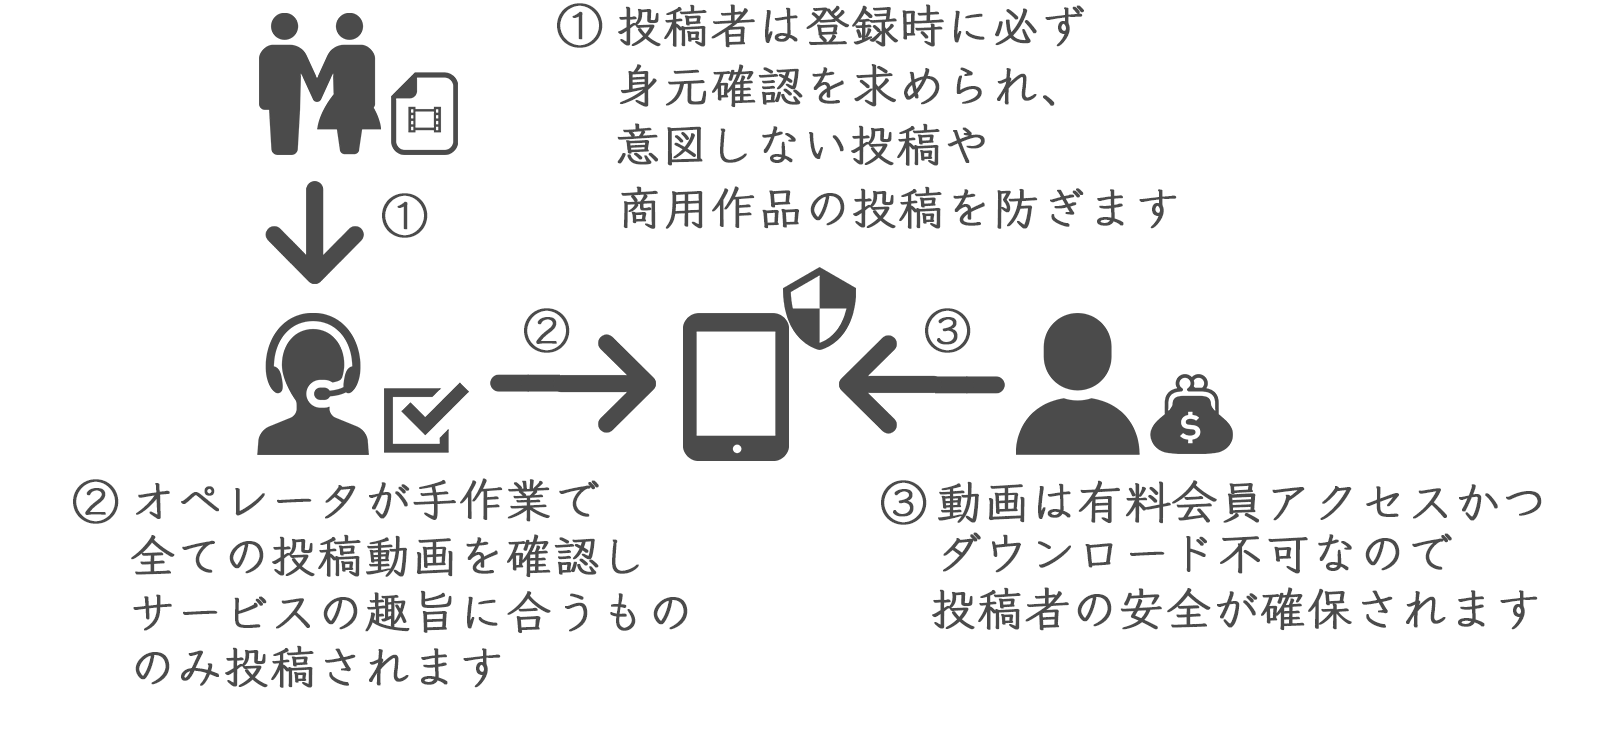 ① 投稿者は登録時に必ず
身元確認を求められ、
意図しない投稿や
商用作品の投稿を防ぎます
①
②
③
$
② オペレータが手作業で
全ての投稿動画を確認し
サービスの趣旨に合うもの
のみ投稿されます
③ 動画は有料会員アクセスかつ
ダウンロード不可なので
投稿者の安全が確保されます